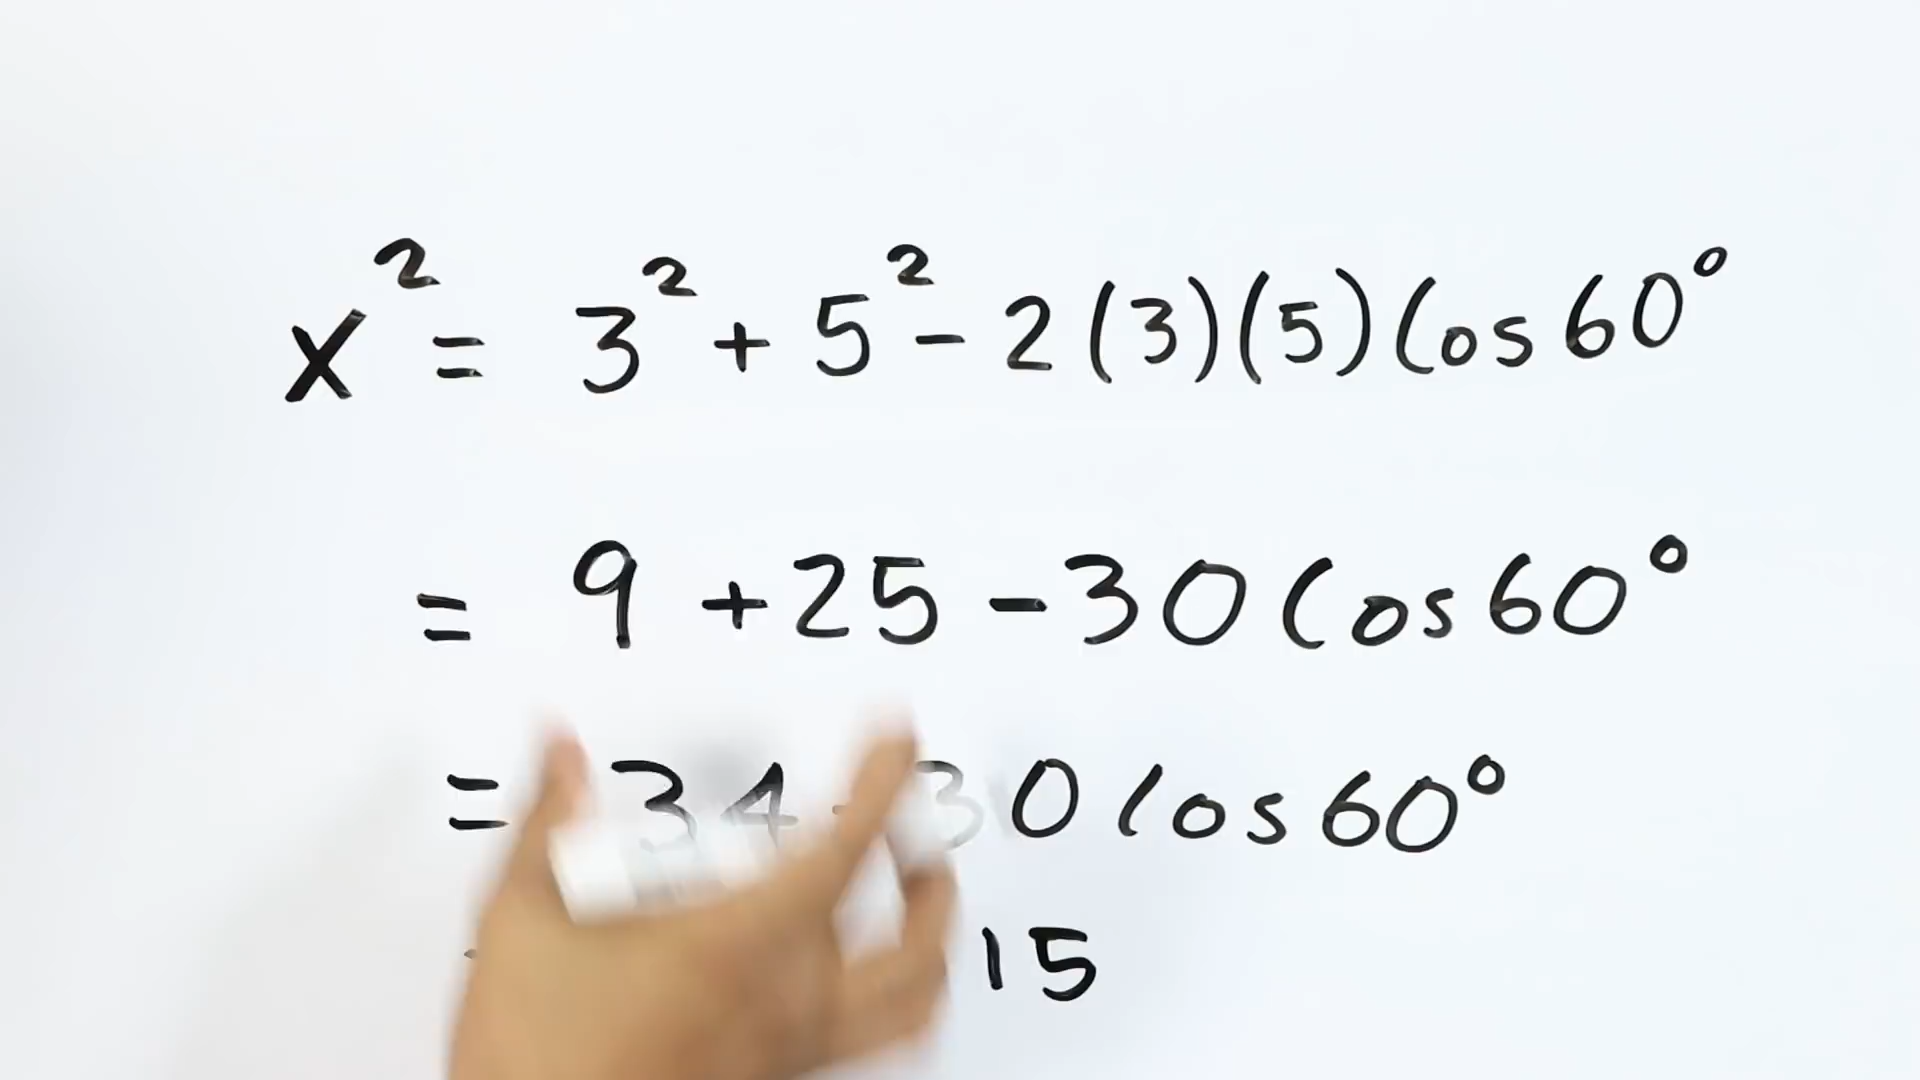 x² = 3² + 5² - 2(3)(5)Cos 60°
= 9 + 25 - 30 Cos 60°
= 34 - 30 Cos 60°
15